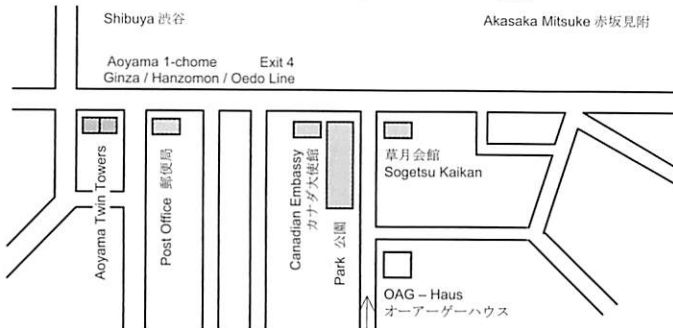 Shibuya 渋谷
Akasaka Mitsuke 赤坂見附
Aoyama 1-chome Exit 4
Ginza / Hanzomon / Oedo Line
Aoyama Twin Towers
Post Office 郵便局
Canadian Embassy
カナダ大使館
Park 公園
草月会館
Sogetsu Kaikan
OAG – Haus
オーアーゲーハウス